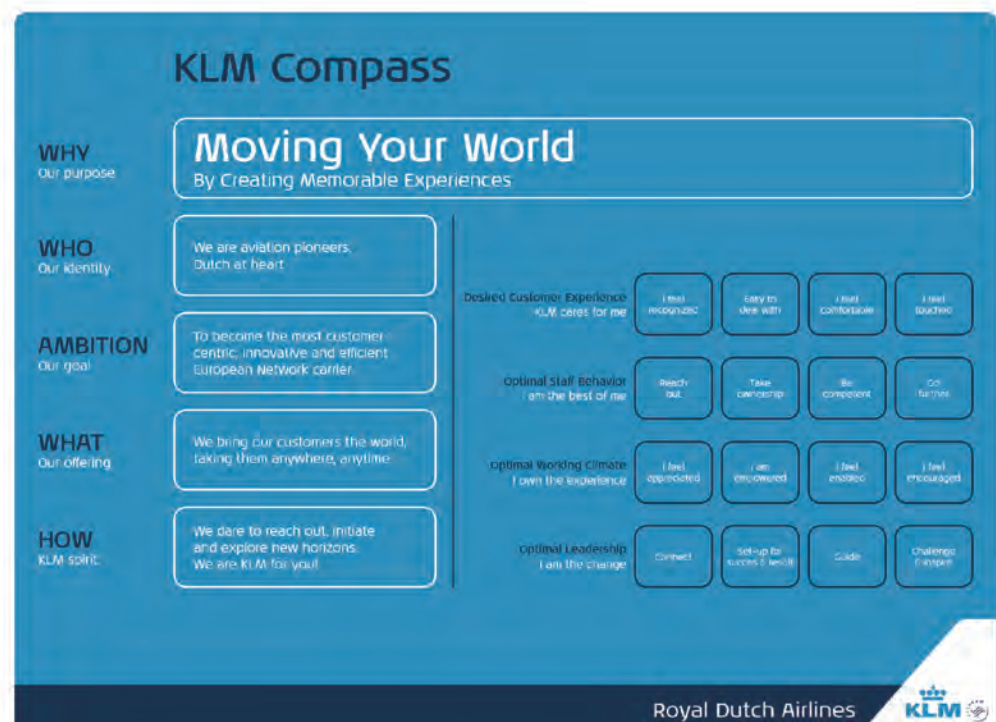 KLM Compass
WHY
Our purpose
Moving Your World
By Creating Memorable Experiences
WHO
Our identity
We are aviation pioneers,
Dutch at heart
AMBITION
Our goal
To become the most customer
centric, innovative and efficient
European Network carrier
WHAT
Our offering
We bring our customers the world,
taking them anywhere, anytime
HOW
KLM spirit
We dare to reach out, initiate
and explore new horizons
We are KLM for you!
Desired Customer Experience
KLM cares for me
I feel
recognized
Easy to
deal with
I feel
comfortable
I feel
touched
Optimal Staff Behavior
I am the best of me
Reach
out
Take
ownership
Be
competent
Go
further
Optimal Working Climate
I own the experience
I feel
appreciated
I am
empowered
I feel
enabled
I feel
encouraged
Optimal Leadership
I am the change
Connect
Set-up for
succes & result
Guide
Challenge
Royal Dutch Airlines
KLM